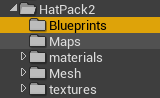 HatPack2
Blueprints
Maps
materials
Mesh
textures